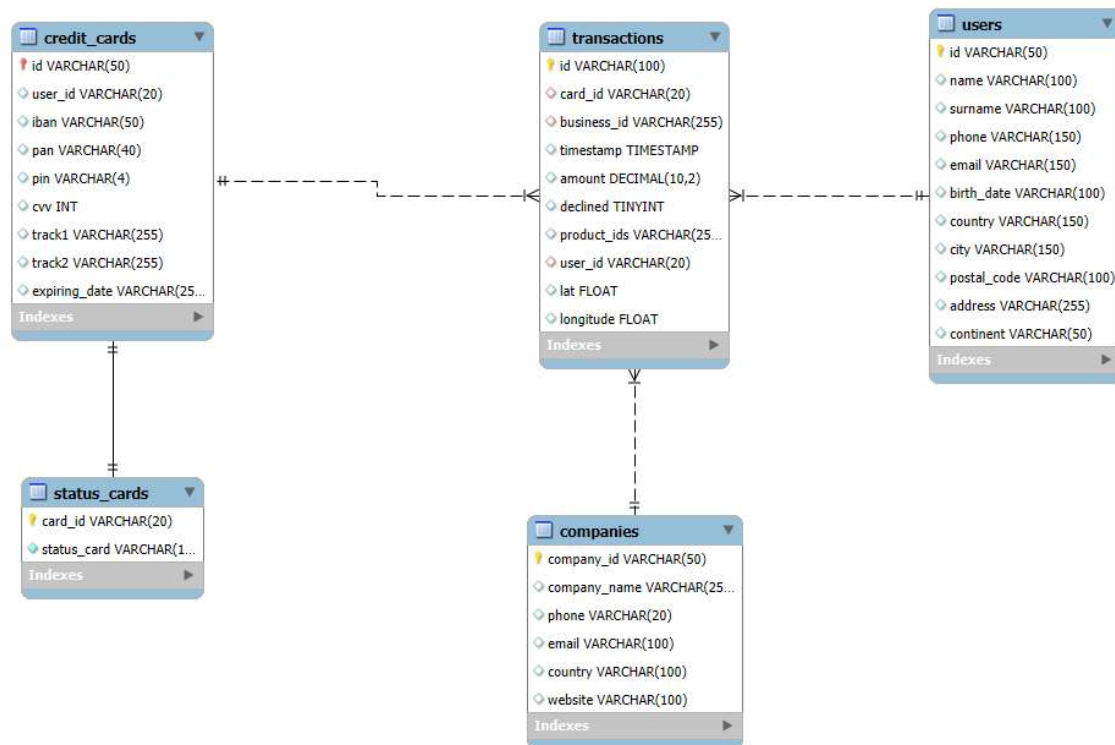 credit_cards
id VARCHAR(50)
user_id VARCHAR(20)
iban VARCHAR(50)
pan VARCHAR(40)
pin VARCHAR(4)
cvv INT
track1 VARCHAR(255)
track2 VARCHAR(255)
expiring_date VARCHAR(25...
Indexes
transactions
id VARCHAR(100)
card_id VARCHAR(20)
business_id VARCHAR(255)
timestamp TIMESTAMP
amount DECIMAL(10,2)
declined TINYINT
product_ids VARCHAR(25...
user_id VARCHAR(20)
lat FLOAT
longitude FLOAT
Indexes
users
id VARCHAR(50)
name VARCHAR(100)
surname VARCHAR(100)
phone VARCHAR(150)
email VARCHAR(150)
birth_date VARCHAR(100)
country VARCHAR(150)
city VARCHAR(150)
postal_code VARCHAR(100)
address VARCHAR(255)
continent VARCHAR(50)
Indexes
status_cards
card_id VARCHAR(20)
status_card VARCHAR(1...
Indexes
companies
company_id VARCHAR(50)
company_name VARCHAR(25...
phone VARCHAR(20)
email VARCHAR(100)
country VARCHAR(100)
website VARCHAR(100)
Indexes